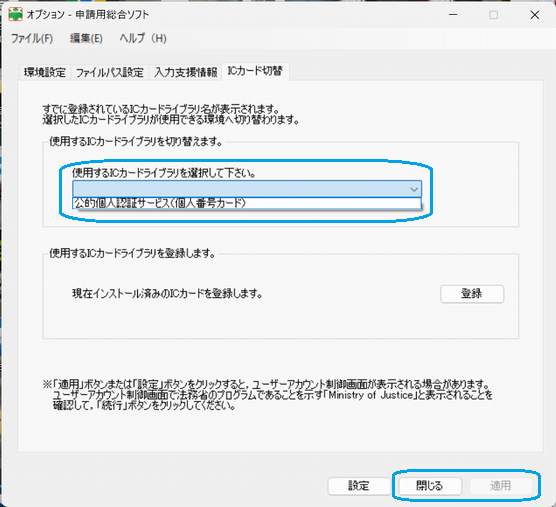 オプション - 申請用総合ソフト
ファイル(F) 編集(E) ヘルプ(H)
環境設定 ファイルパス設定 入力支援情報 ICカード切替
すでに登録されているICカードライブラリ名が表示されます。
選択したICカードライブラリが使用できる環境へ切り替わります。
使用するICカードライブラリを切り替えます。
使用するICカードライブラリを選択して下さい。
公的個人認証サービス(個人番号カード)
使用するICカードライブラリを登録します。
現在インストール済みのICカードを登録します。
登録
※「適用」ボタンまたは「設定」ボタンをクリックすると，ユーザーアカウント制御画面が表示される場合があります。
ユーザーアカウント制御画面で法務省のプログラムであることを示す「Ministry of Justice」と表示されることを
確認して，「続行」ボタンをクリックしてください。
設定 閉じる 適用